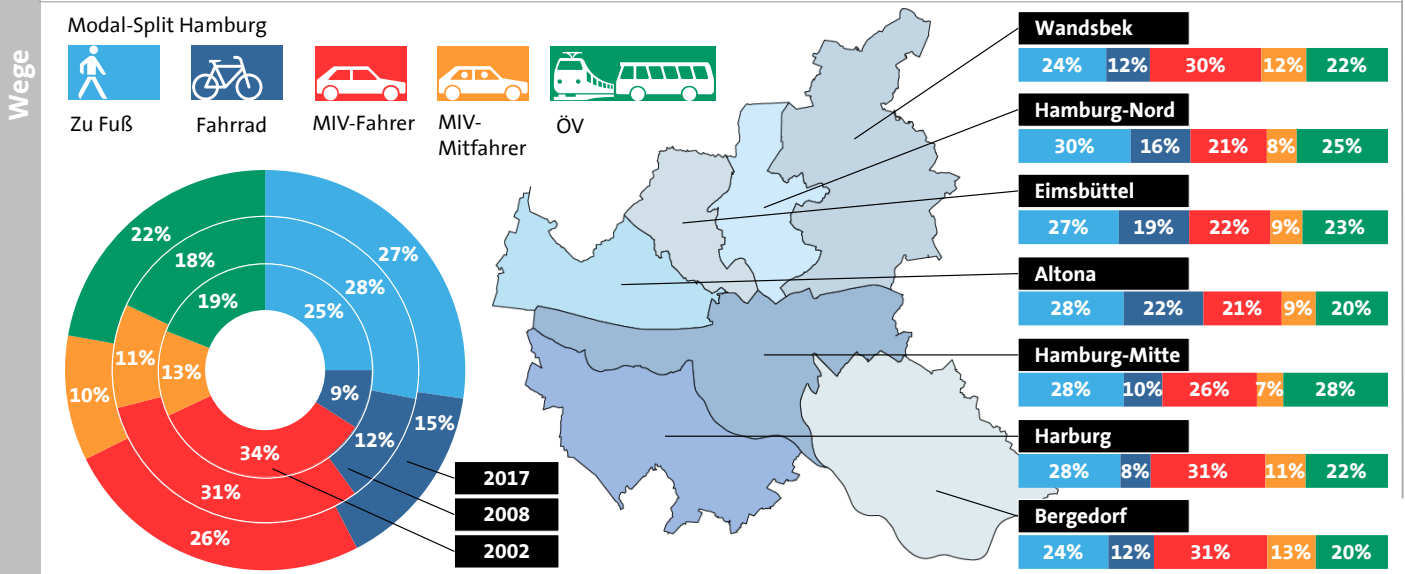 Wege
Modal-Split Hamburg
Zu Fuß
Fahrrad
MIV-Fahrer
MIV-
Mitfahrer
ÖV
22%
27%
18%
28%
19%
25%
11%
13%
10%
9%
12%
15%
34%
31%
26%
2017
2008
2002
Wandsbek
24% 12% 30% 12% 22%
Hamburg-Nord
30% 16% 21% 8% 25%
Eimsbüttel
27% 19% 22% 9% 23%
Altona
28% 22% 21% 9% 20%
Hamburg-Mitte
28% 10% 26% 7% 28%
Harburg
28% 8% 31% 11% 22%
Bergedorf
24% 12% 31% 13% 20%